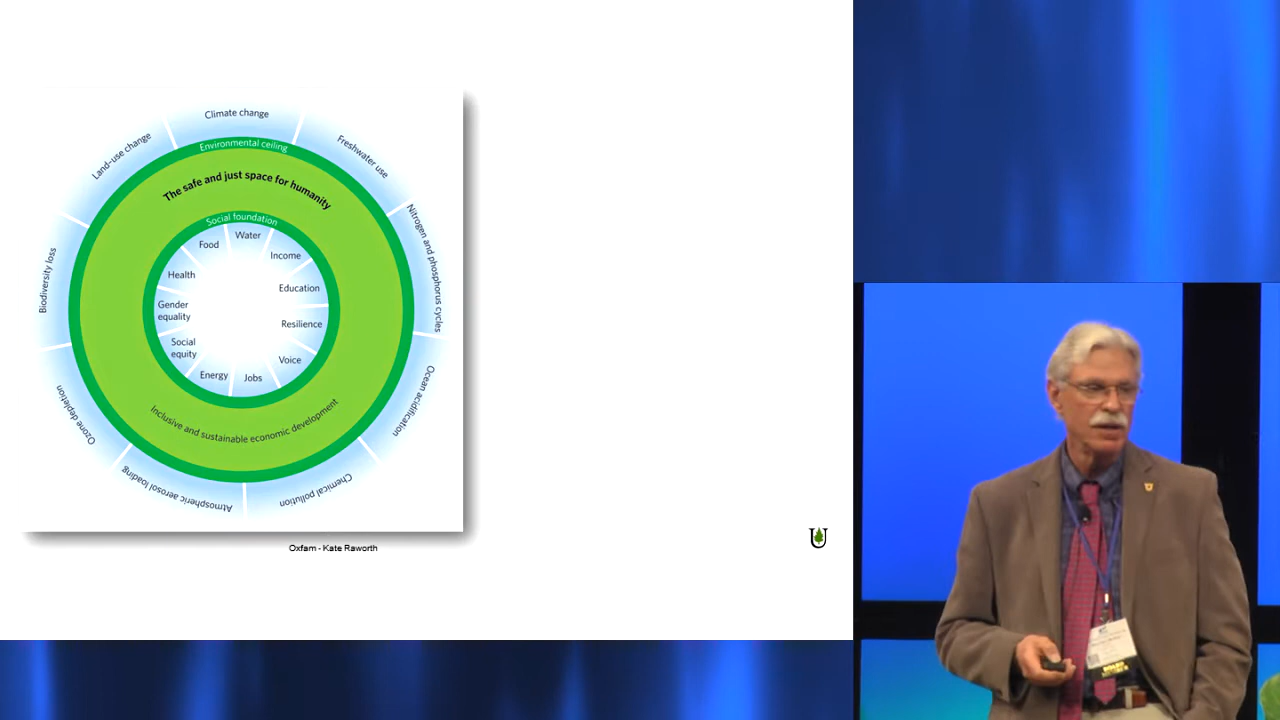 Climate change
Freshwater use
Nitrogen and phosphorus cycles
Ocean acidification
Chemical pollution
Atmospheric aerosol loading
Ozone depletion
Biodiversity loss
Land-use change
Environmental ceiling
The safe and just space for humanity
Social foundation
Water
Income
Education
Resilience
Voice
Jobs
Energy
Social
equity
Gender
equality
Health
Food
Inclusive and sustainable economic development
Oxfam - Kate Raworth
U